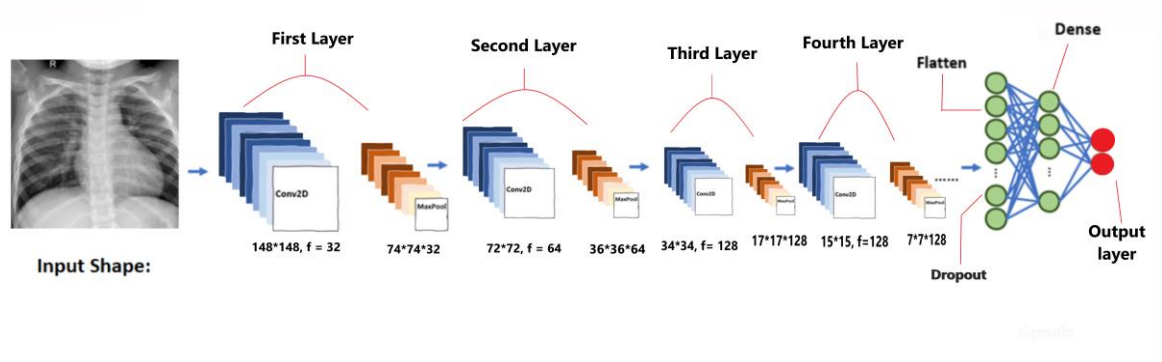 First Layer
Second Layer
Third Layer
Fourth Layer
Dense
Flatten
R
Conv2D
MaxPool
Conv2D
MaxPool
Conv2D
MaxPool
Conv2D
MaxPool
......
148*148, f = 32
74*74*32
72*72, f = 64
36*36*64
34*34, f= 128
17*17*128
15*15, f=128
7*7*128
Output
layer
Dropout
Input Shape:
sigmoid